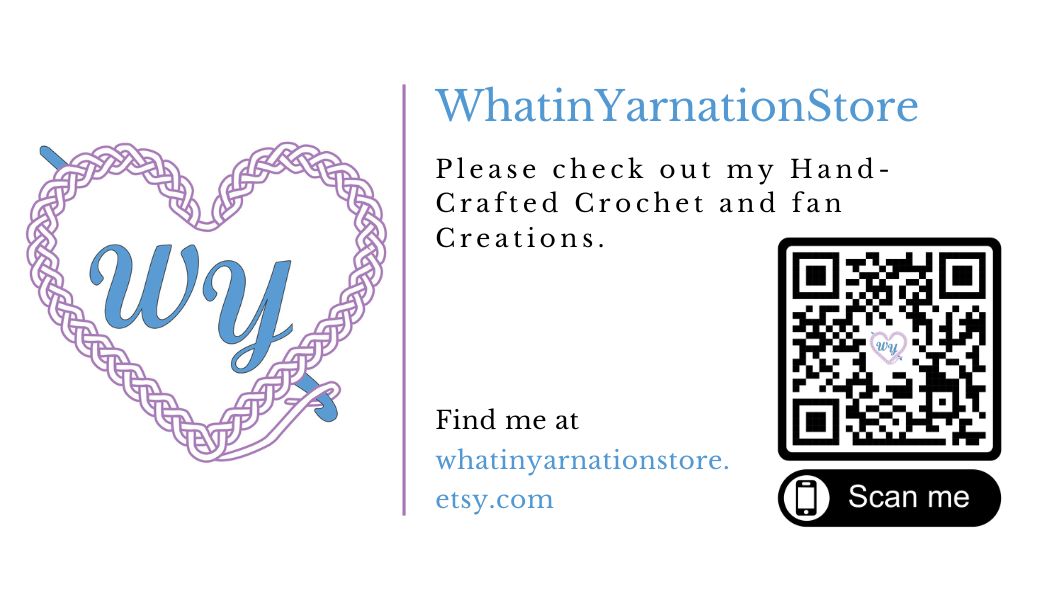 wy
WhatinYarnationStore
Please check out my Hand-
Crafted Crochet and fan
Creations.
wy
Find me at
whatinyarnationstore.
etsy.com
Scan me